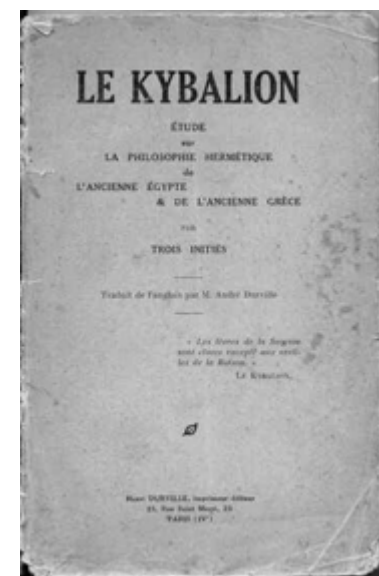 LE KYBALION
ÉTUDE
sur
LA PHILOSOPHIE HERMÉTIQUE
de
L'ANCIENNE ÉGYPTE
& DE L'ANCIENNE GRÈCE
PAR
TROIS INITIÉS
Traduit de l'anglais par M. André Durville
« Les lèvres de la Sagesse
sont closes excepté aux oreil-
les de la Raison. »
LE KYBALION.
Henri DURVILLE, imprimeur-éditeur
23, Rue Saint Merri, 23
PARIS (IVe)